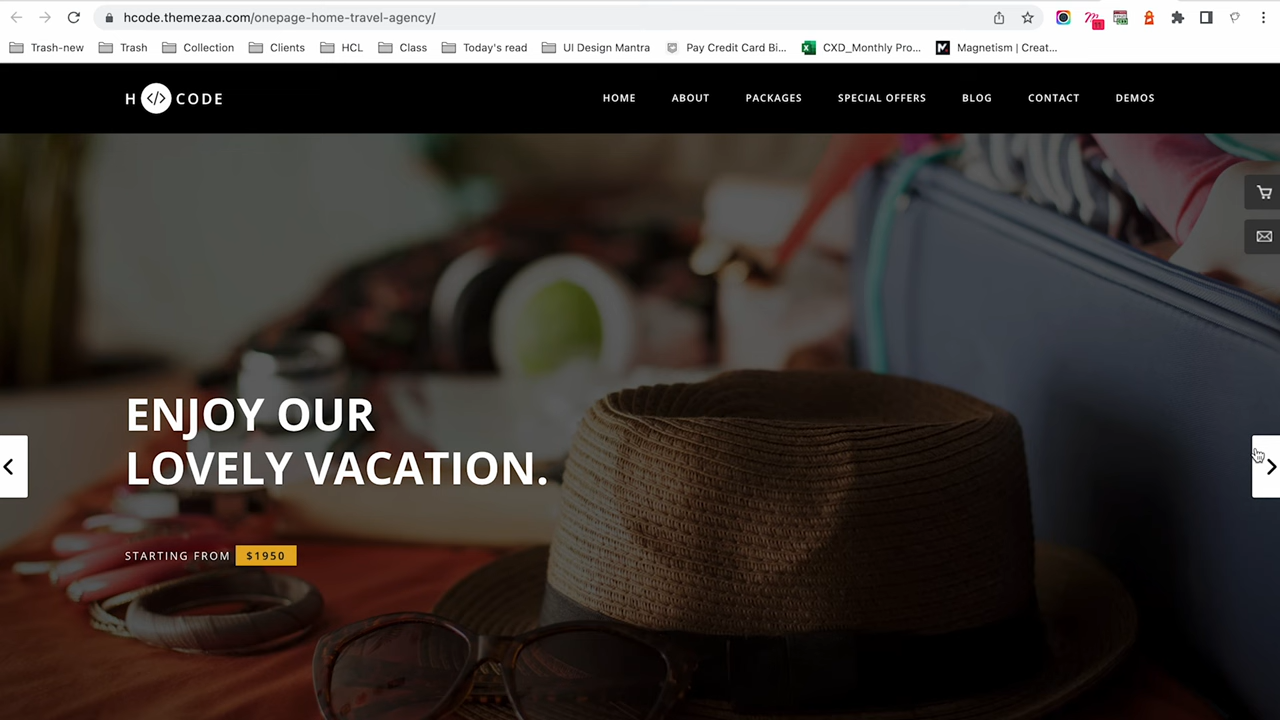 hcode.themezaa.com/onepage-home-travel-agency/
11
Trash-new Trash Collection Clients HCL Class Today's read UI Design Mantra Pay Credit Card Bi... CXD_Monthly Pro... Magnetism | Creat...
H </> CODE
HOME ABOUT PACKAGES SPECIAL OFFERS BLOG CONTACT DEMOS
ENJOY OUR
LOVELY VACATION.
STARTING FROM $1950